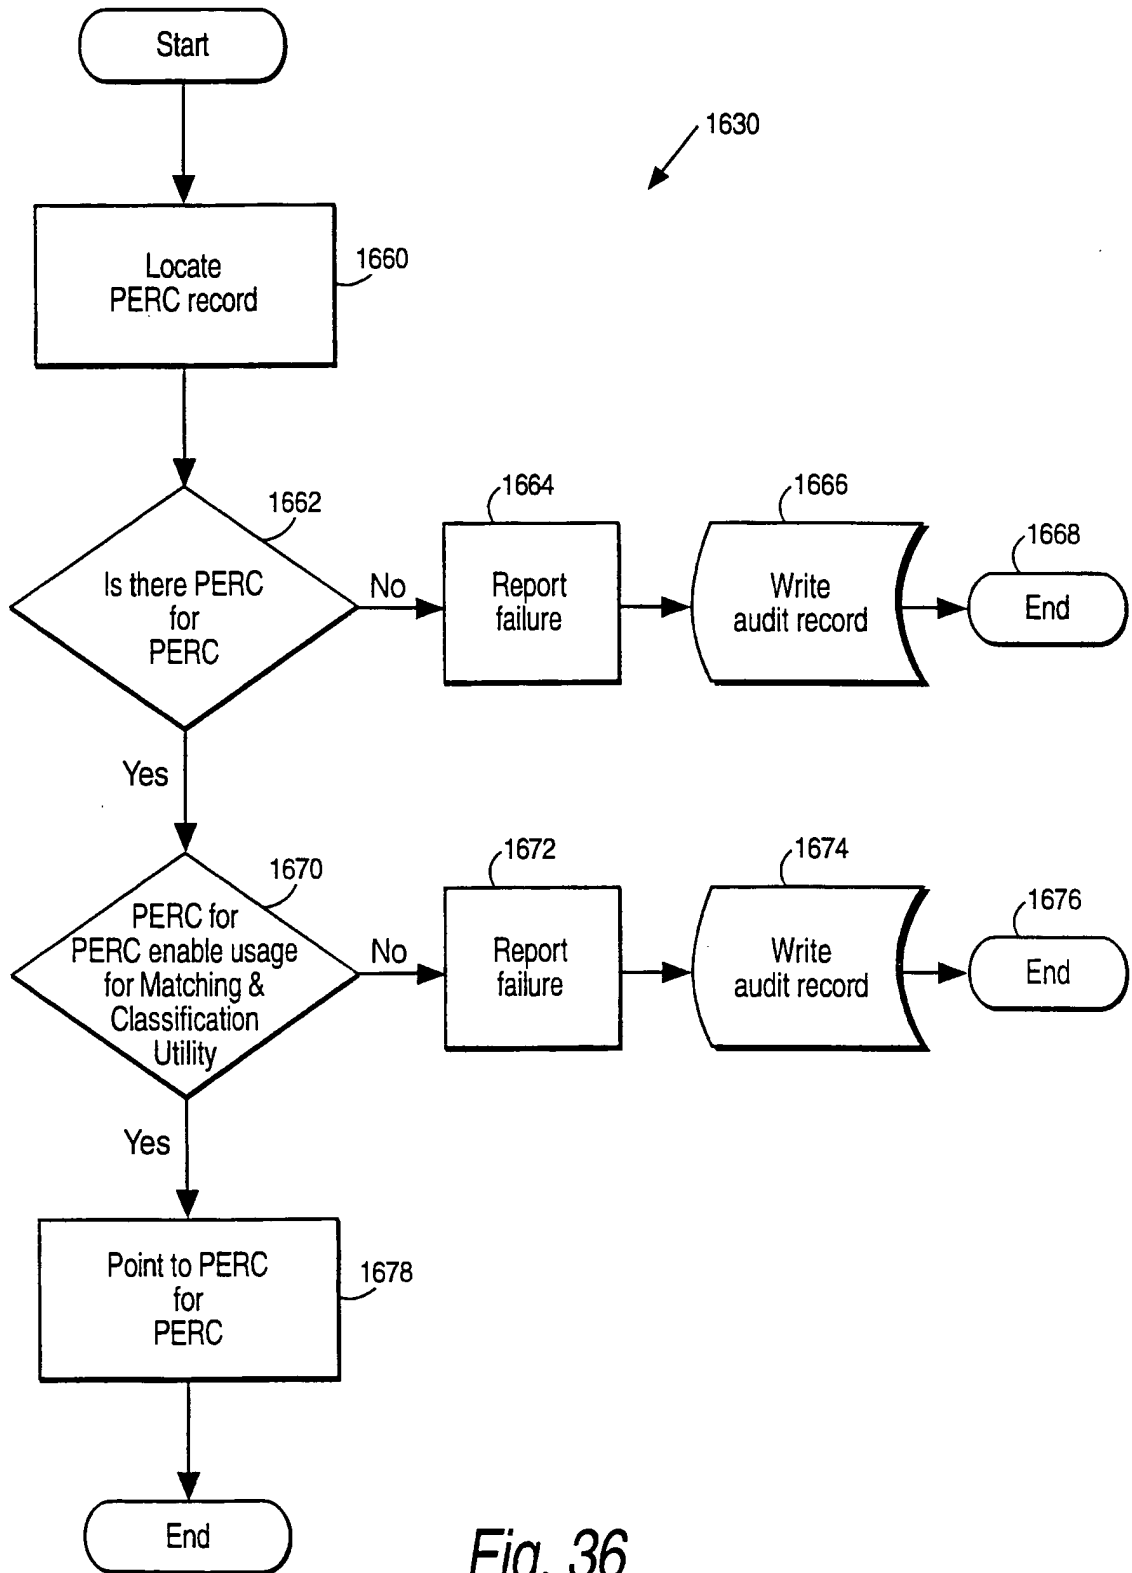 Start
1630
Locate
PERC record
1660
1662
Is there PERC
for
PERC
No
1664
Report
failure
1666
Write
audit record
1668
End
Yes
1670
PERC for
PERC enable usage
for Matching &
Classification
Utility
No
1672
Report
failure
1674
Write
audit record
1676
End
Yes
Point to PERC
for
PERC
1678
End
Fig. 36